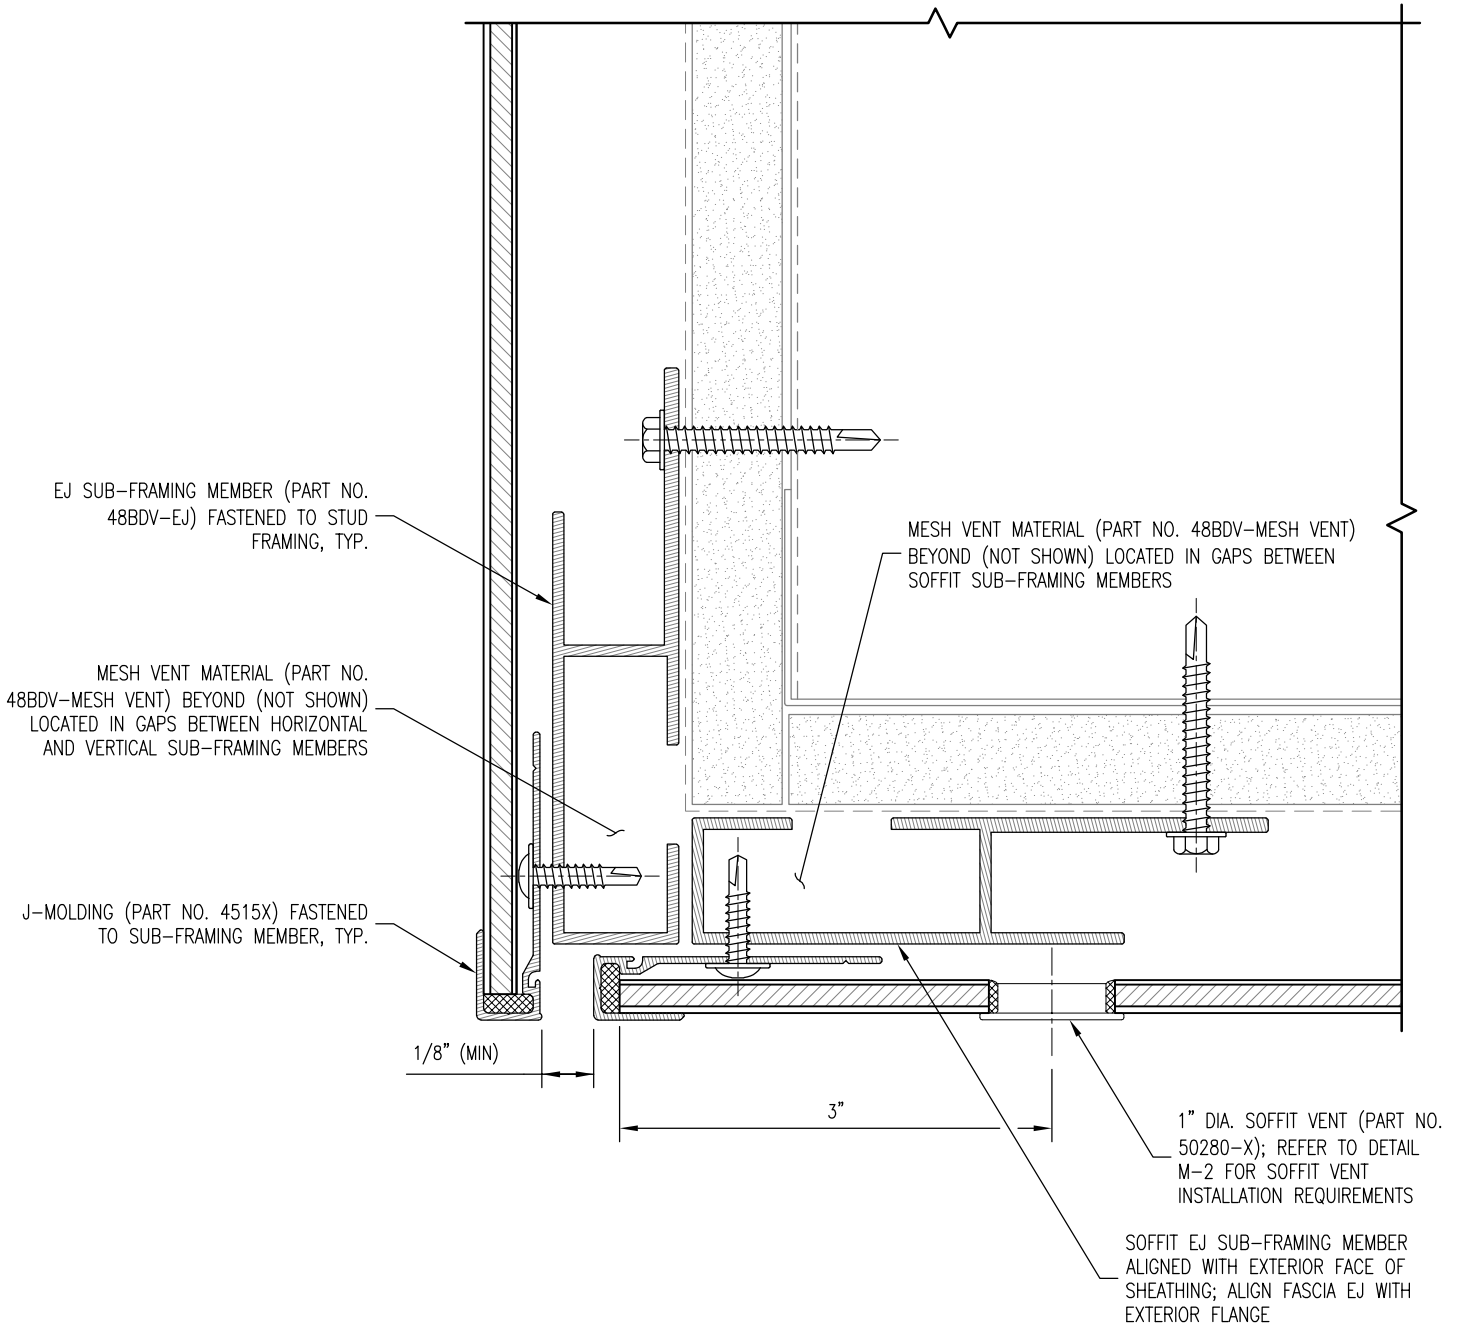 EJ SUB-FRAMING MEMBER (PART NO.
48BDV-EJ) FASTENED TO STUD
FRAMING, TYP.
MESH VENT MATERIAL (PART NO. 48BDV-MESH VENT)
BEYOND (NOT SHOWN) LOCATED IN GAPS BETWEEN
SOFFIT SUB-FRAMING MEMBERS
MESH VENT MATERIAL (PART NO.
48BDV-MESH VENT) BEYOND (NOT SHOWN)
LOCATED IN GAPS BETWEEN HORIZONTAL
AND VERTICAL SUB-FRAMING MEMBERS
J-MOLDING (PART NO. 4515X) FASTENED
TO SUB-FRAMING MEMBER, TYP.
1/8" (MIN)
3"
1" DIA. SOFFIT VENT (PART NO.
50280-X); REFER TO DETAIL
M-2 FOR SOFFIT VENT
INSTALLATION REQUIREMENTS
SOFFIT EJ SUB-FRAMING MEMBER
ALIGNED WITH EXTERIOR FACE OF
SHEATHING; ALIGN FASCIA EJ WITH
EXTERIOR FLANGE